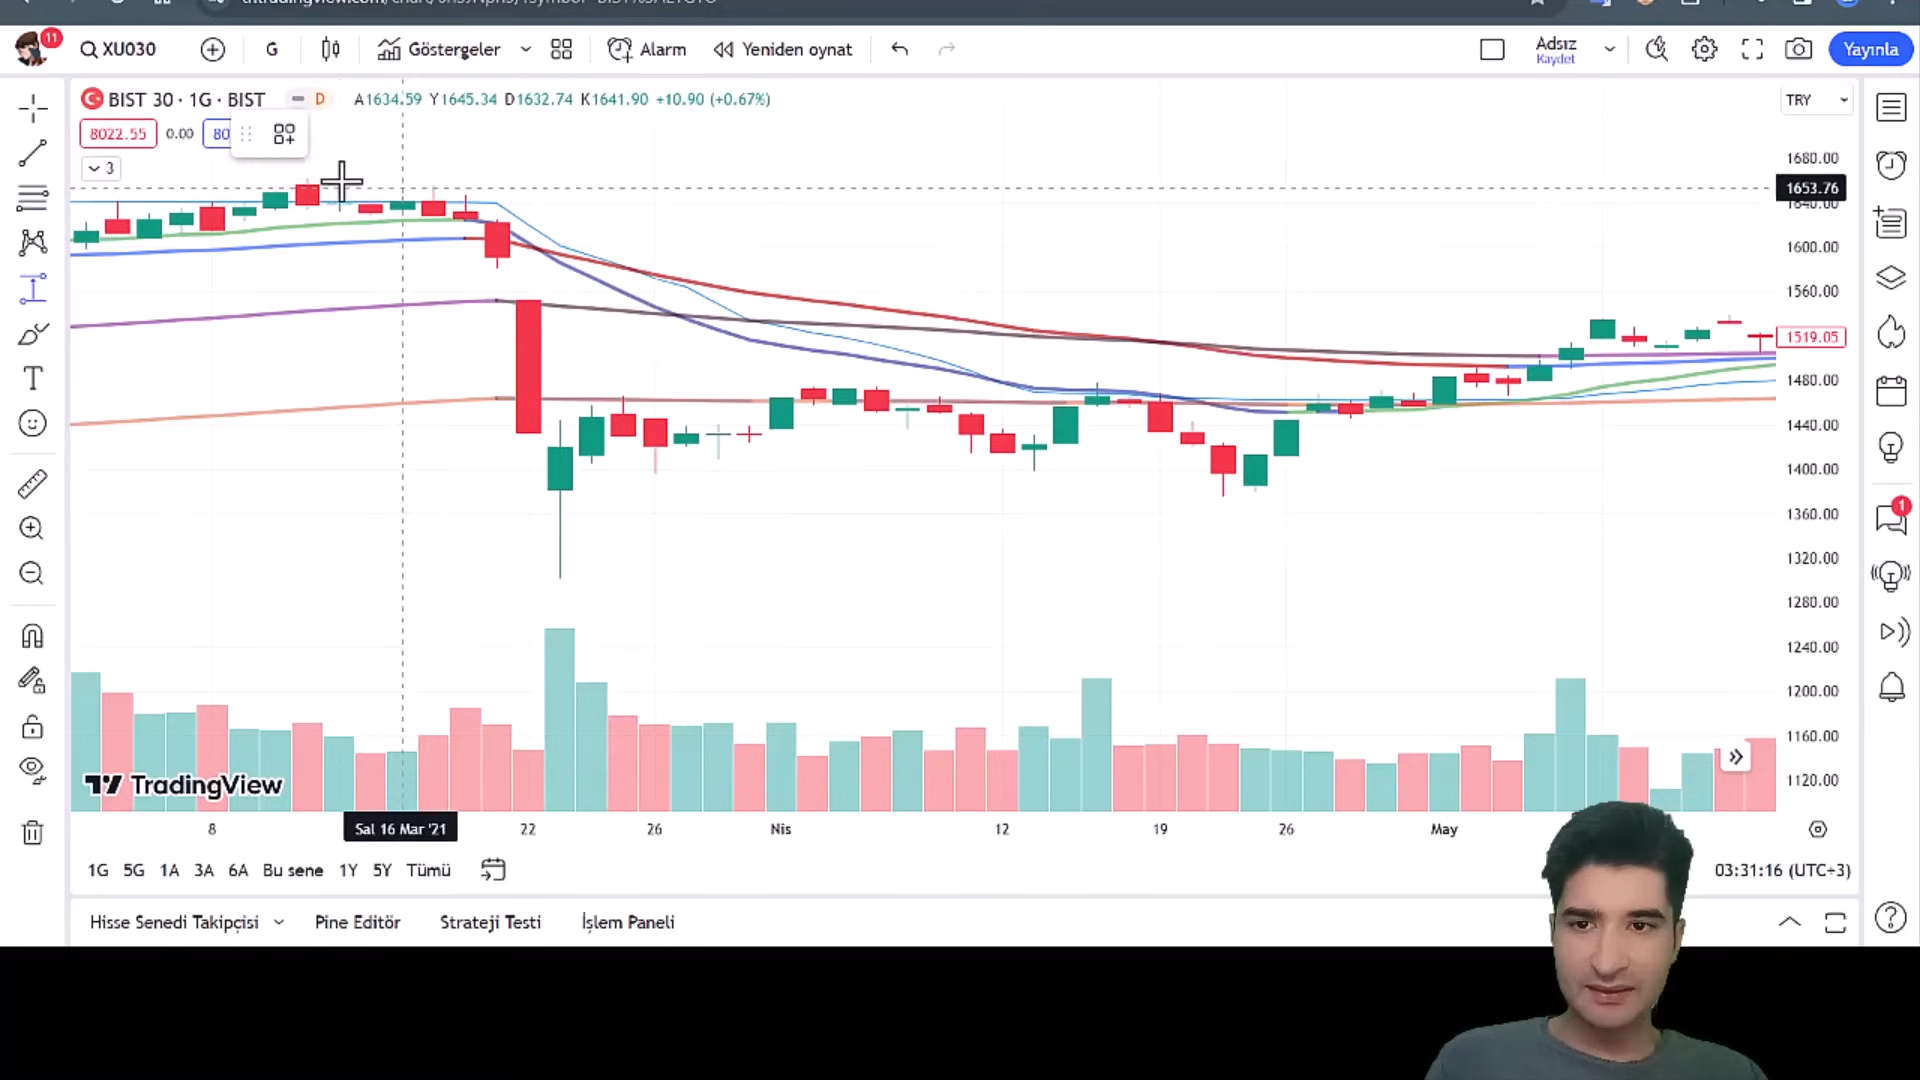 11
XU030
G
Göstergeler
Alarm
Yeniden oynat
Adsız
Kaydet
Yayınla
BIST 30 · 1G · BIST
D
A1634.59 Y1645.34 D1632.74 K1641.90 +10.90 (+0.67%)
TRY
8022.55
0.00
80
3
1680.00
1653.76
1600.00
1560.00
1519.05
1480.00
1440.00
1400.00
1360.00
1320.00
1280.00
1240.00
1200.00
1160.00
1120.00
1
TradingView
8
Sal 16 Mar '21
22
26
Nis
12
19
26
May
1G 5G 1A 3A 6A Bu sene 1Y 5Y Tümü
03:31:16 (UTC+3)
Hisse Senedi Takipçisi
Pine Editör
Strateji Testi
İşlem Paneli